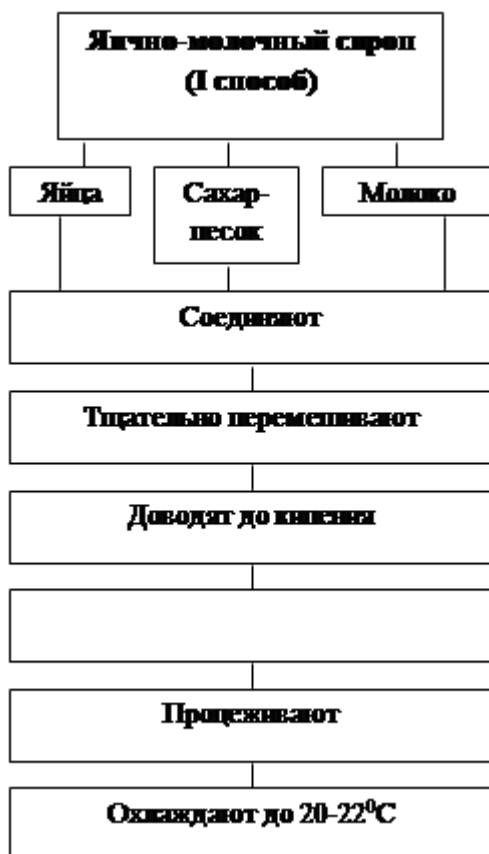 Яично-молочный сироп
(I способ)
Яйца
Сахар-
песок
Молоко
Соединяют
Тщательно перемешивают
Доводят до кипения
Процеживают
Охлаждают до 20-22⁰С